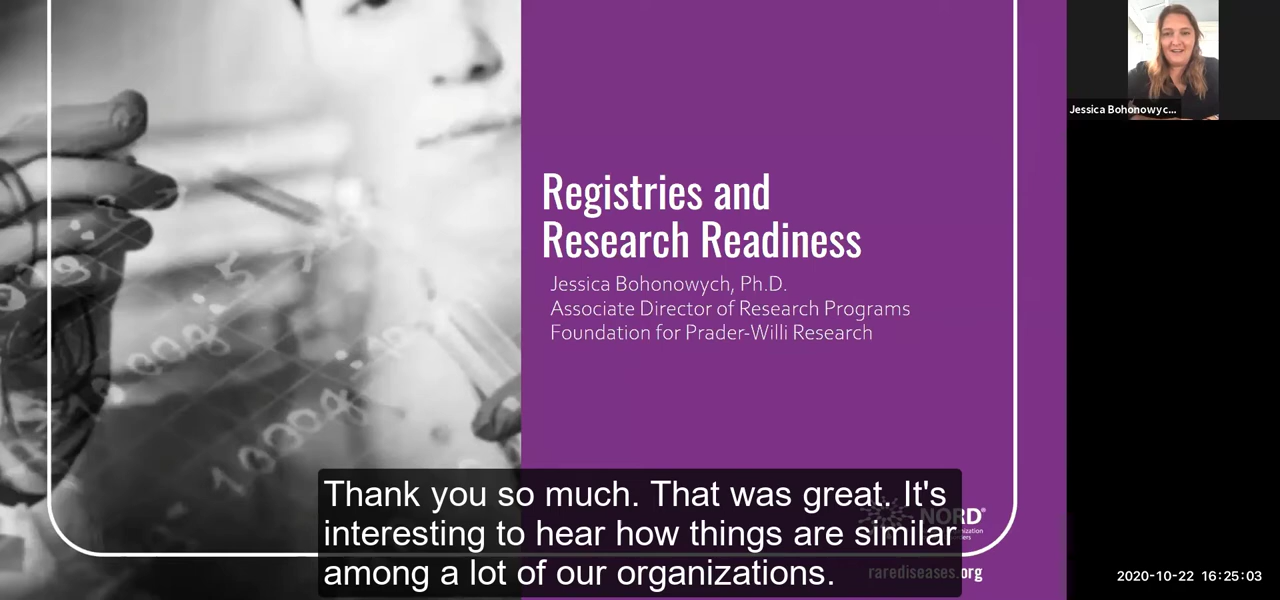 Registries and
Research Readiness
Jessica Bohonowych, Ph.D.
Associate Director of Research Programs
Foundation for Prader-Willi Research
Jessica Bohonowyc...
Thank you so much. That was great. It's
interesting to hear how things are similar
among a lot of our organizations.
NORD®
rarediseases.org
2020-10-22 16:25:03